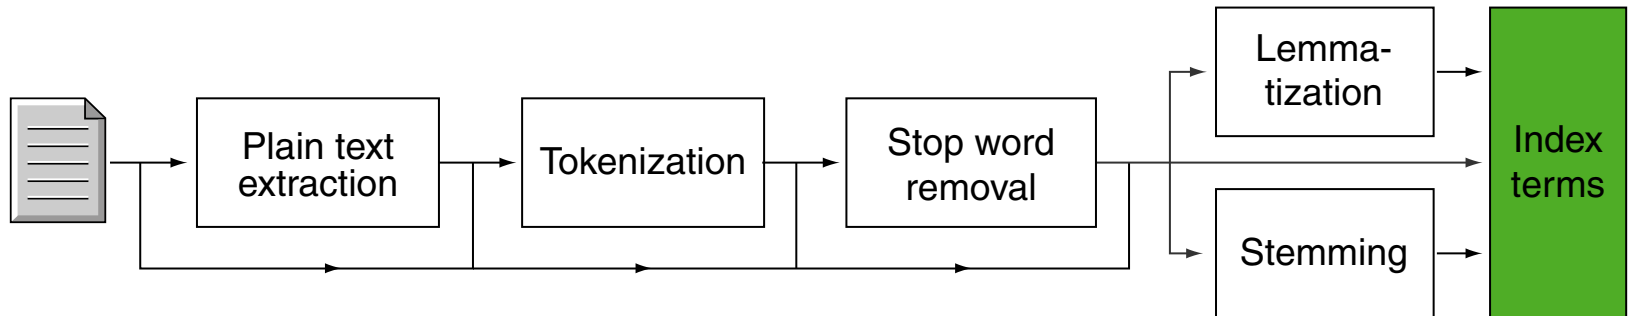 Plain text
extraction
Tokenization
Stop word
removal
Lemma-
tization
Stemming
Index
terms